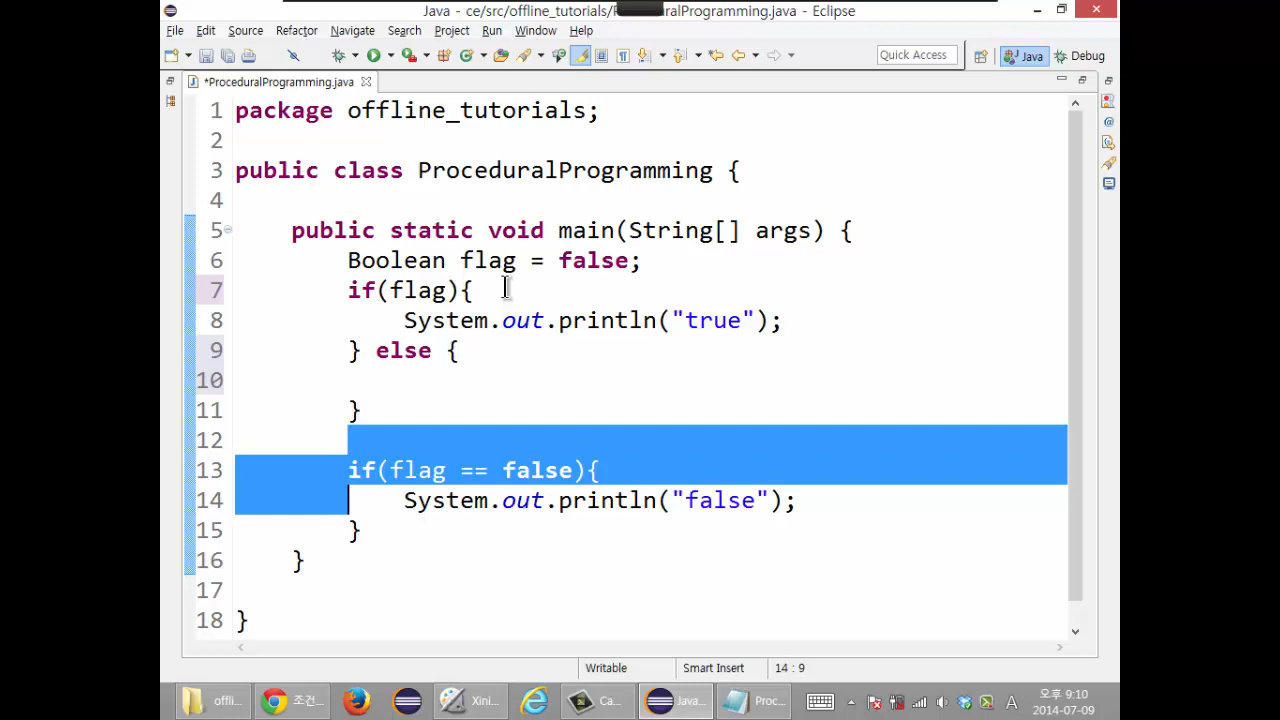 Java - ce/src/offline_tutorials/ ralProgramming.java - Eclipse
File Edit Source Refactor Navigate Search Project Run Window Help
Quick Access Java Debug
*ProceduralProgramming.java
1 package offline_tutorials;
2
3 public class ProceduralProgramming {
4
5 public static void main(String[] args) {
6 Boolean flag = false;
7 if(flag){
8 System.out.println("true");
9 } else {
10
11 }
12
13 if(flag == false){
14 System.out.println("false");
15 }
16 }
17
18 }
Writable Smart Insert 14 : 9
offli... 조건... Xini... Ca... Java... Proc... A 오후 9:10
2014-07-09